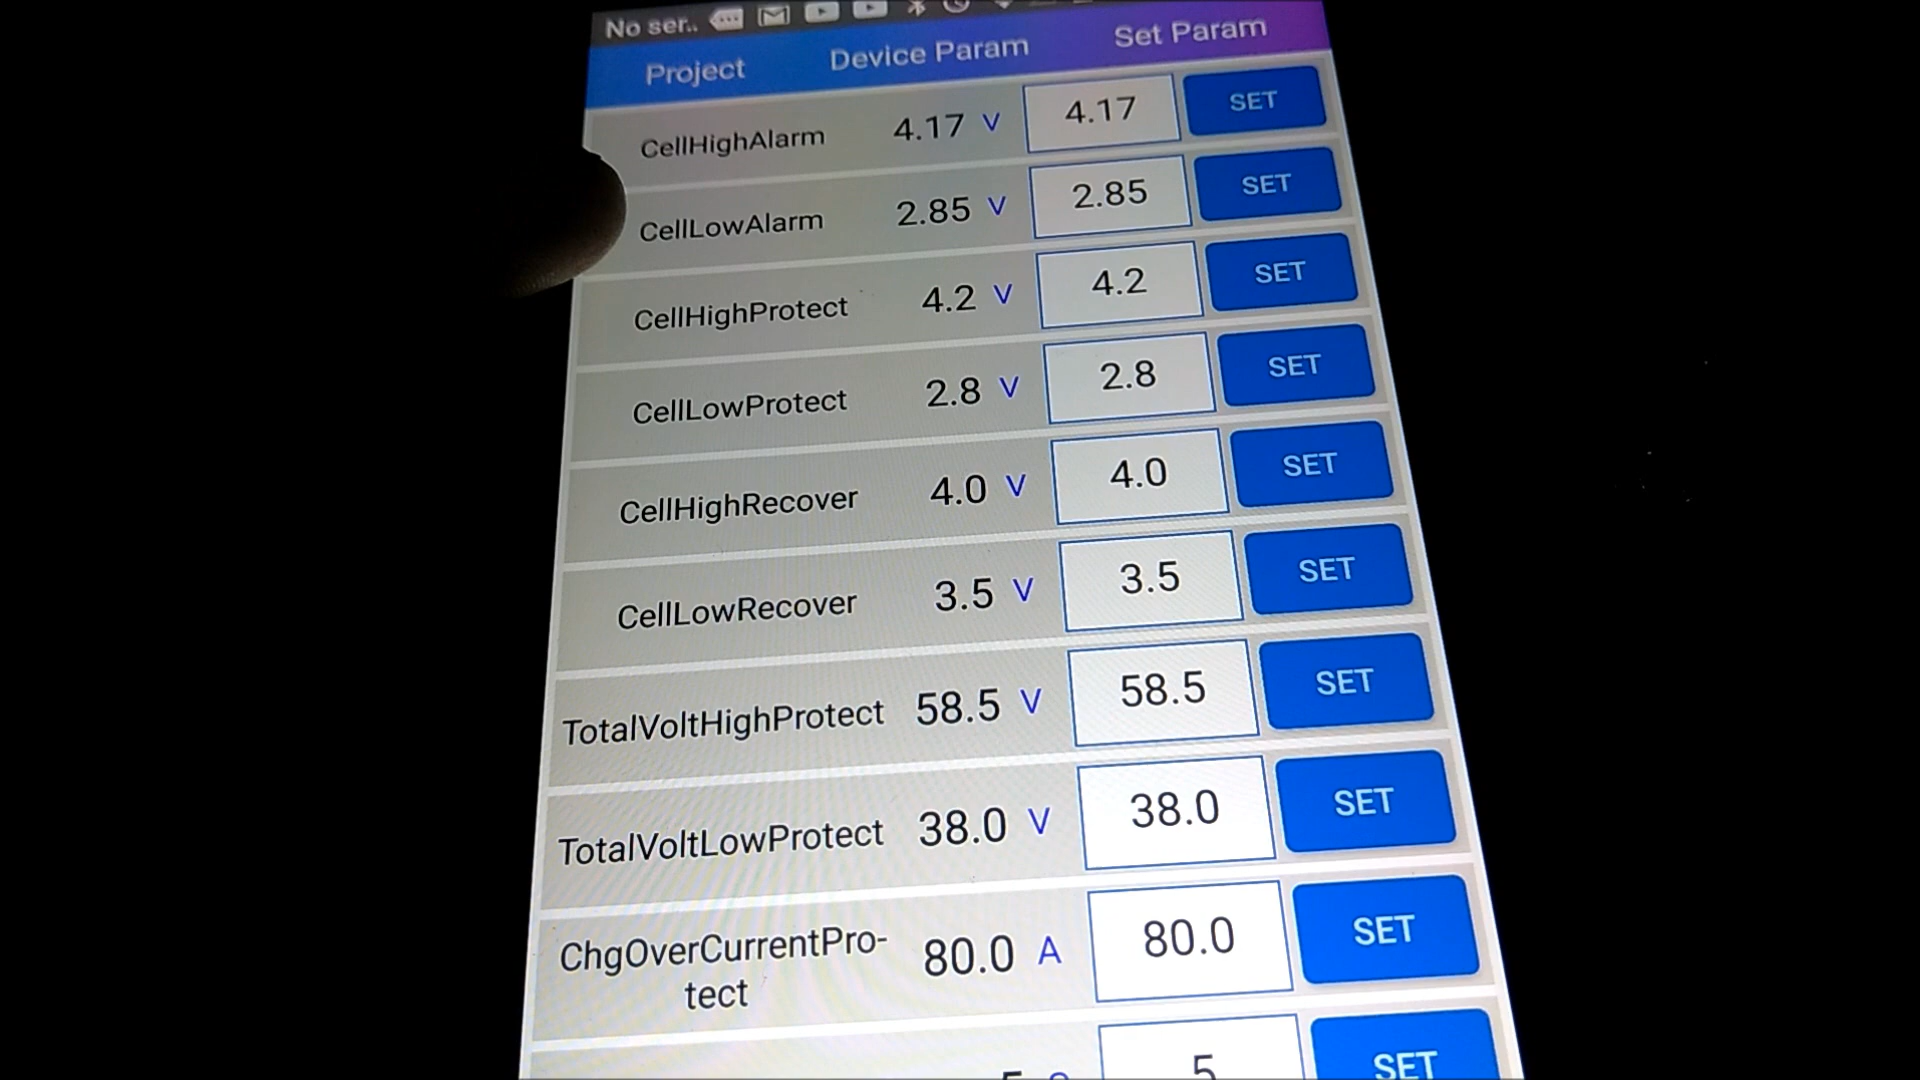 No ser..
Project Device Param Set Param
CellHighAlarm 4.17 V 4.17 SET
CellLowAlarm 2.85 V 2.85 SET
CellHighProtect 4.2 V 4.2 SET
CellLowProtect 2.8 V 2.8 SET
CellHighRecover 4.0 V 4.0 SET
CellLowRecover 3.5 V 3.5 SET
TotalVoltHighProtect 58.5 V 58.5 SET
TotalVoltLowProtect 38.0 V 38.0 SET
ChgOverCurrentPro-
tect 80.0 A 80.0 SET
5 SET